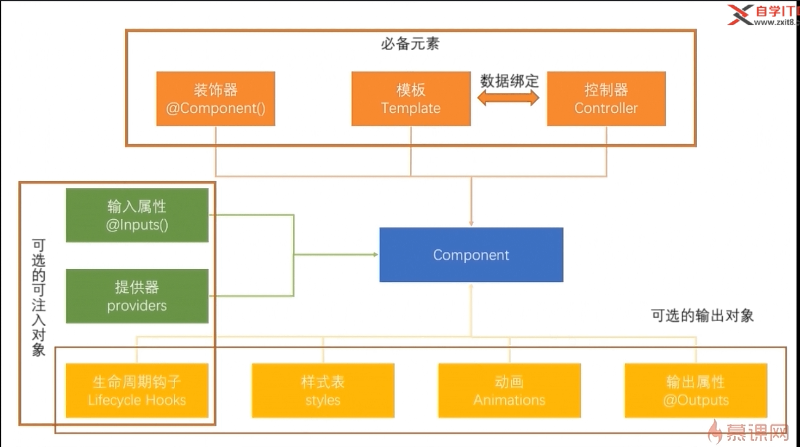 自学IT
www.zxit8.
必备元素
装饰器
@Component()
模板
Template
数据绑定
控制器
Controller
输入属性
@Inputs()
提供器
providers
可选的可注入对象
Component
可选的输出对象
生命周期钩子
Lifecycle Hooks
样式表
styles
动画
Animations
输出属性
@Outputs
慕课网